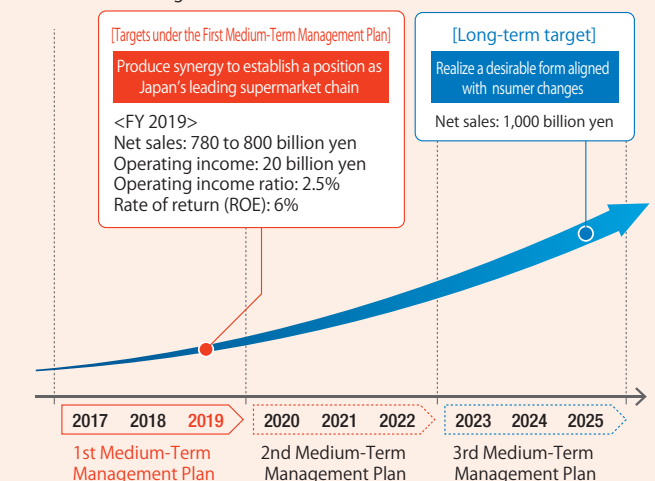 [Targets under the First Medium-Term Management Plan]
Produce synergy to establish a position as
Japan's leading supermarket chain
<FY 2019>
Net sales: 780 to 800 billion yen
Operating income: 20 billion yen
Operating income ratio: 2.5%
Rate of return (ROE): 6%
[Long-term target]
Realize a desirable form aligned
with nsumer changes
Net sales: 1,000 billion yen
2017 2018 2019
2020 2021 2022
2023 2024 2025
1st Medium-Term
Management Plan
2nd Medium-Term
Management Plan
3rd Medium-Term
Management Plan